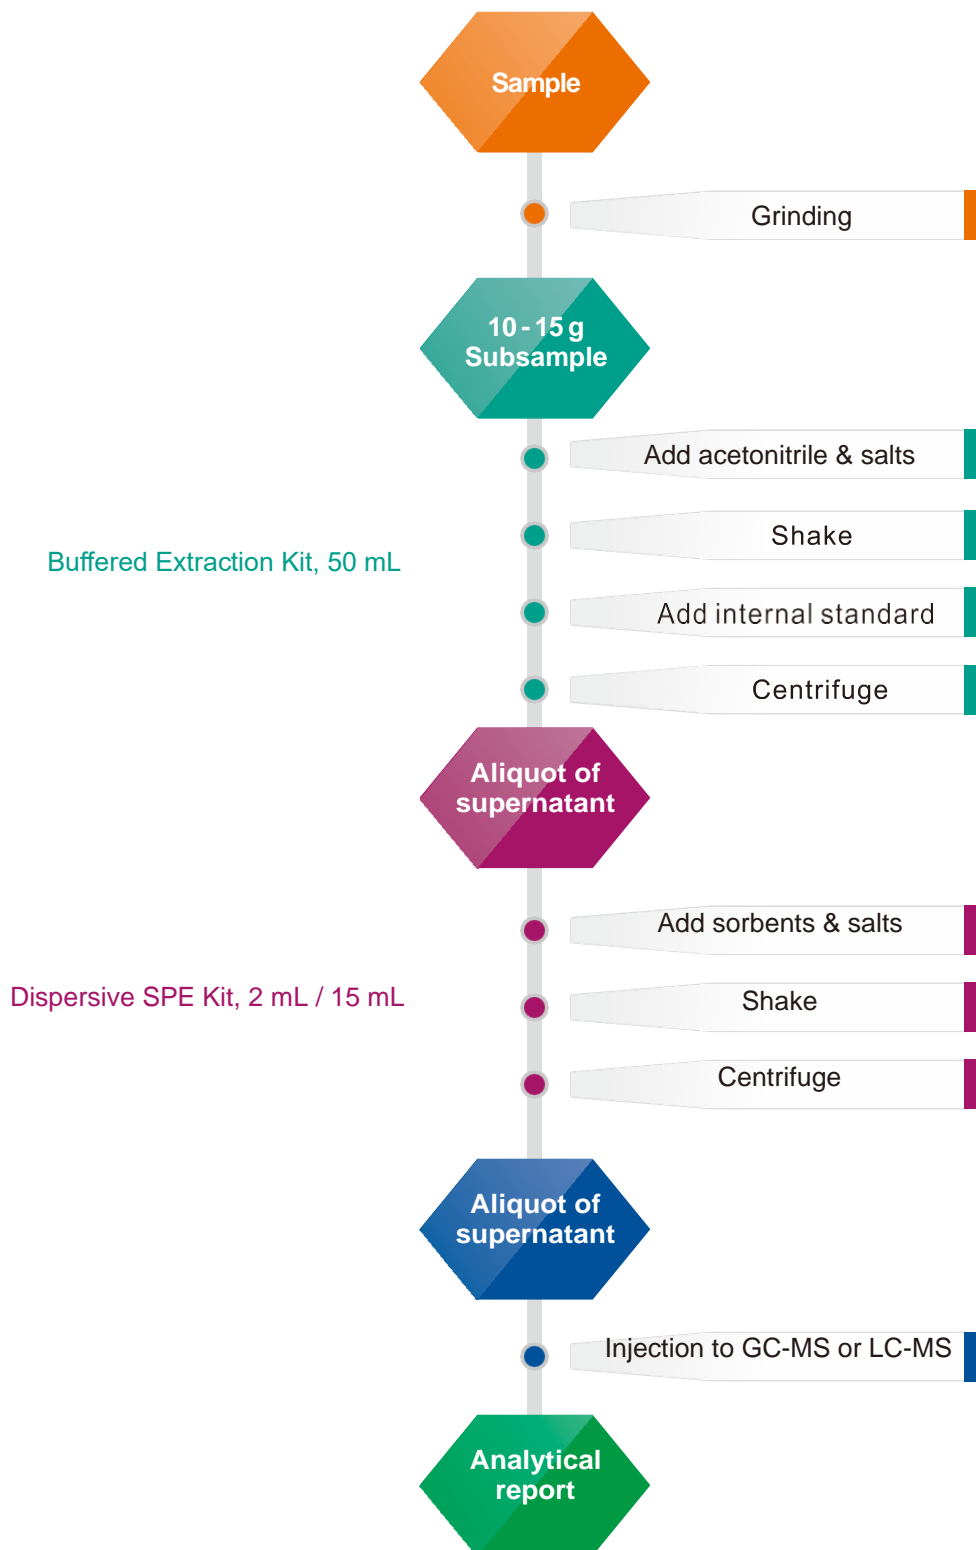 Sample
Grinding
10 - 15 g
Subsample
Add acetonitrile & salts
Shake
Buffered Extraction Kit, 50 mL
Add internal standard
Centrifuge
Aliquot of
supernatant
Add sorbents & salts
Dispersive SPE Kit, 2 mL / 15 mL
Shake
Centrifuge
Aliquot of
supernatant
Injection to GC-MS or LC-MS
Analytical
report